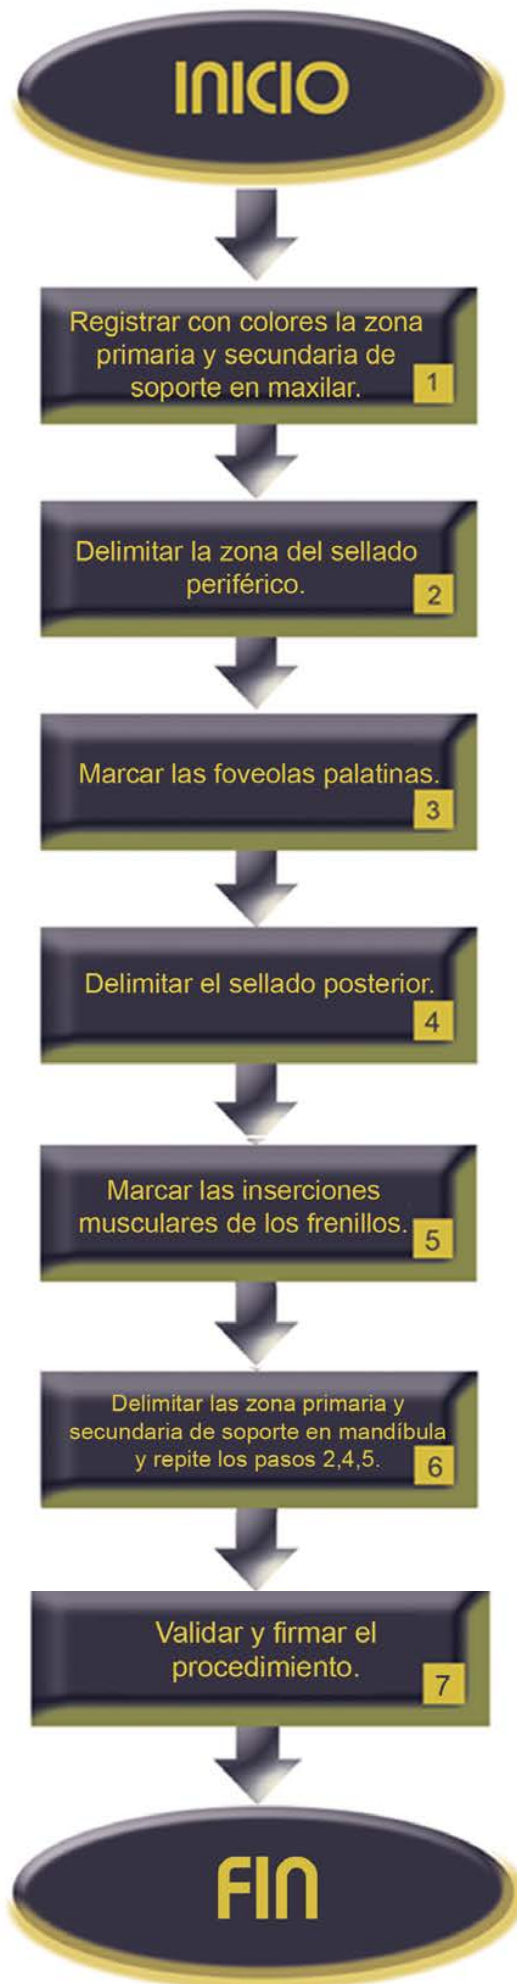 INICIO
Registrar con colores la zona
primaria y secundaria de
soporte en maxilar.
1
Delimitar la zona del sellado
periférico.
2
Marcar las foveolas palatinas.
3
Delimitar el sellado posterior.
4
Marcar las inserciones
musculares de los frenillos.
5
Delimitar las zona primaria y
secundaria de soporte en mandíbula
y repite los pasos 2,4,5.
6
Validar y firmar el
procedimiento.
7
FIN